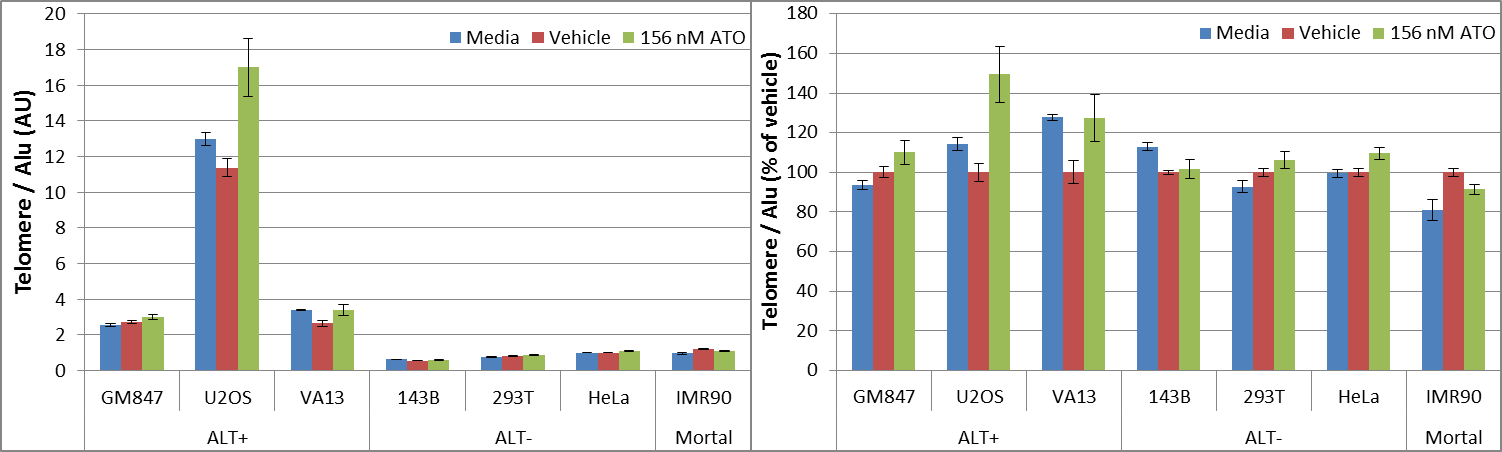 Telomere / Alu (AU)
20
18
16
14
12
10
8
6
4
2
0
Media Vehicle 156 nM ATO
GM847 U2OS VA13 143B 293T HeLa IMR90
ALT+ ALT- Mortal
Telomere / Alu (% of vehicle)
180
160
140
120
100
80
60
40
20
0
Media Vehicle 156 nM ATO
GM847 U2OS VA13 143B 293T HeLa IMR90
ALT+ ALT- Mortal